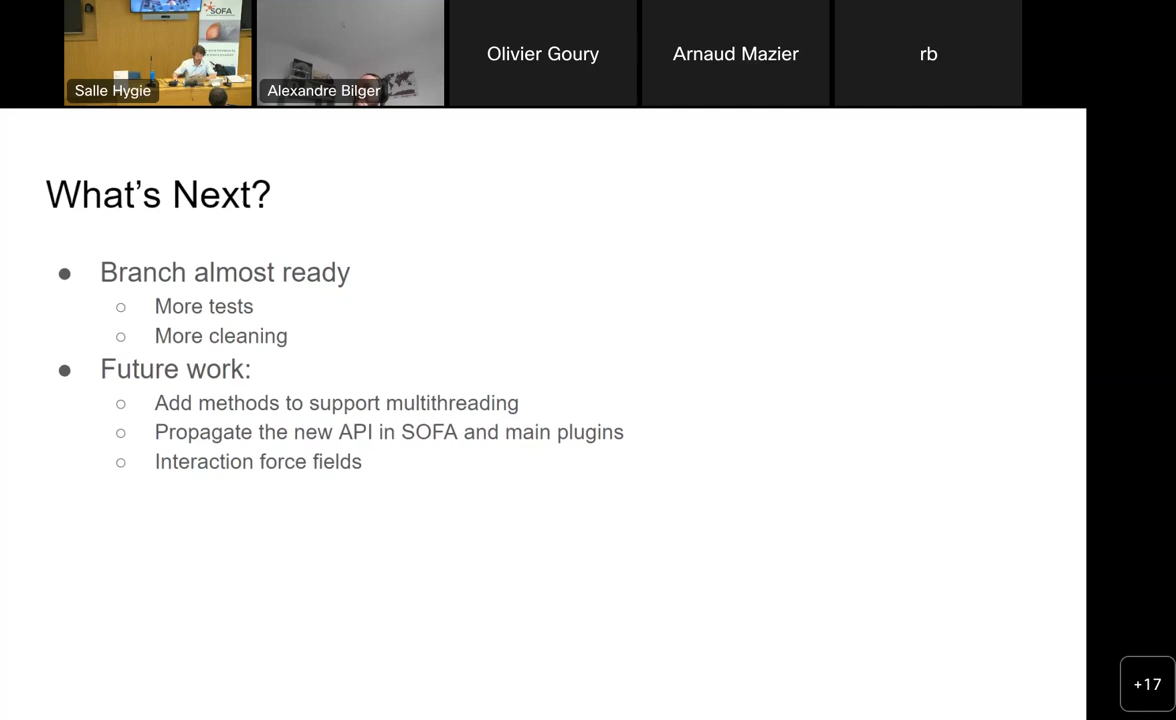 SOFA
Salle Hygie
Alexandre Bilger
Olivier Goury
Arnaud Mazier
rb
What's Next?
● Branch almost ready
○ More tests
○ More cleaning
● Future work:
○ Add methods to support multithreading
○ Propagate the new API in SOFA and main plugins
○ Interaction force fields
+17